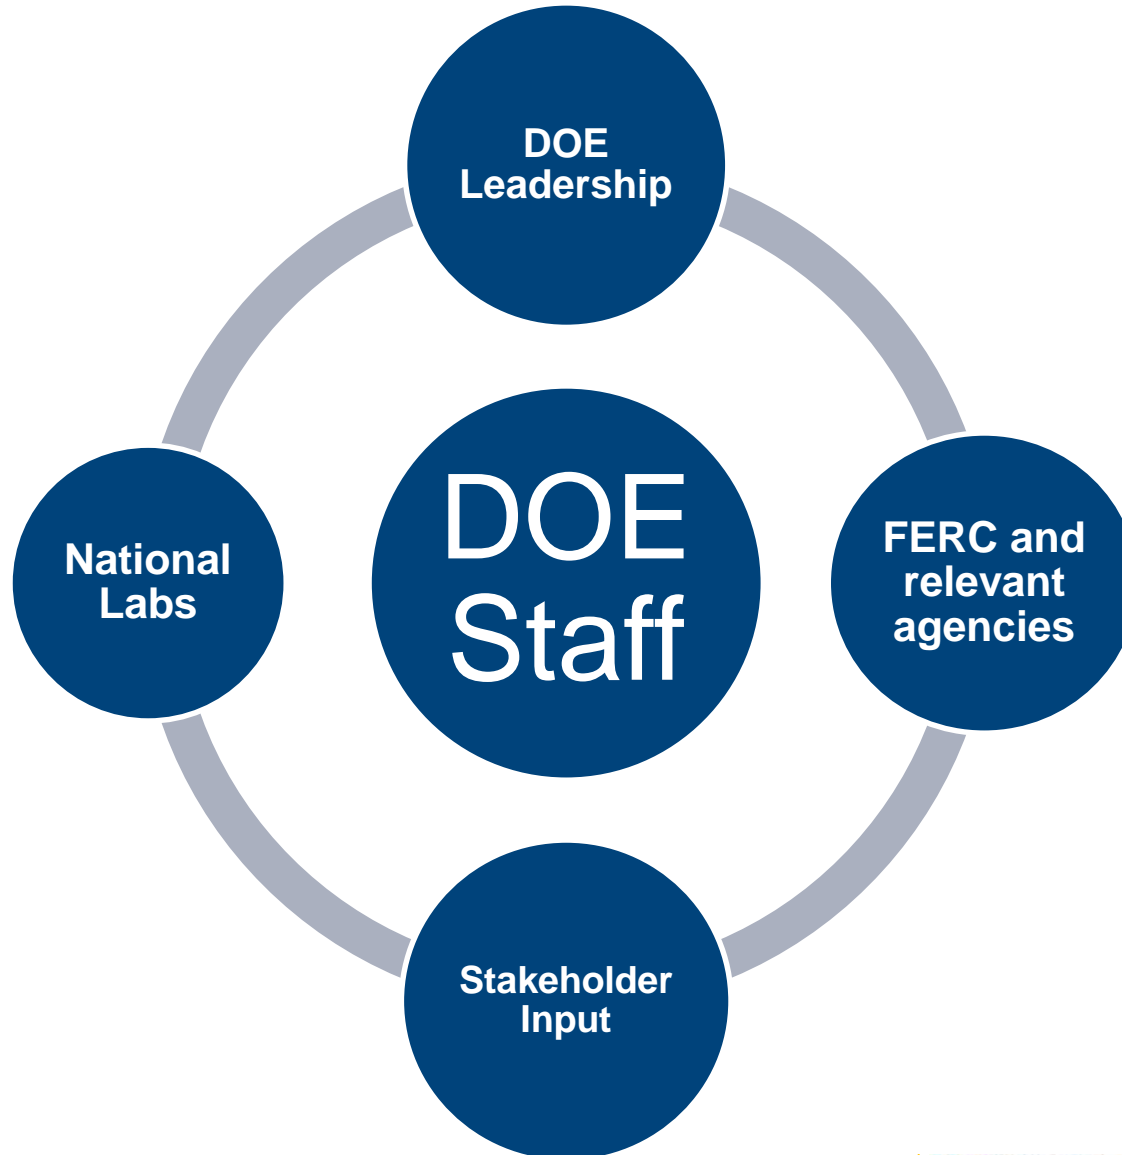 DOE
Leadership
National
Labs
DOE
Staff
FERC and
relevant
agencies
Stakeholder
Input